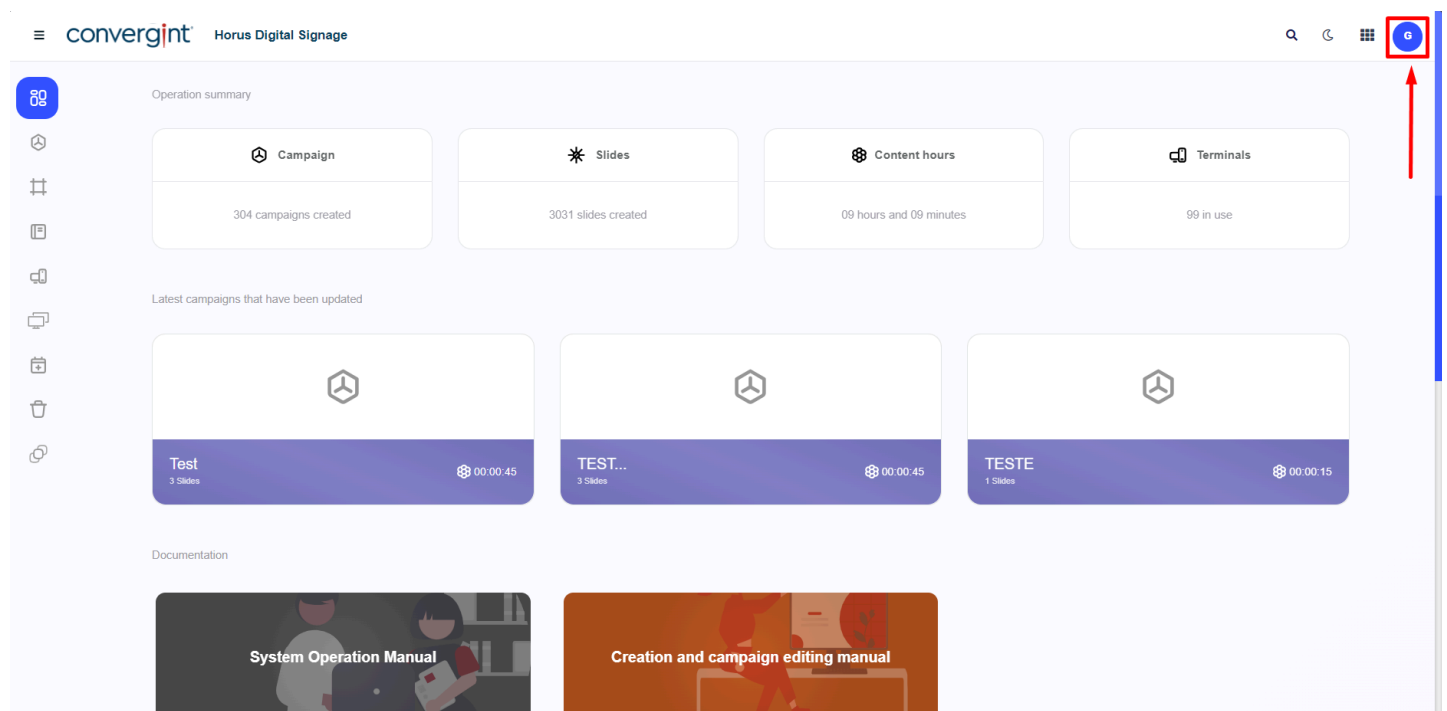 convergint
Horus Digital Signage
G
Operation summary
Campaign
Slides
Content hours
Terminals
304 campaigns created
3031 slides created
09 hours and 09 minutes
99 in use
Latest campaigns that have been updated
Test
3 Slides
00:00:45
TEST...
3 Slides
00:00:45
TESTE
1 Slides
00:00:15
Documentation
System Operation Manual
Creation and campaign editing manual